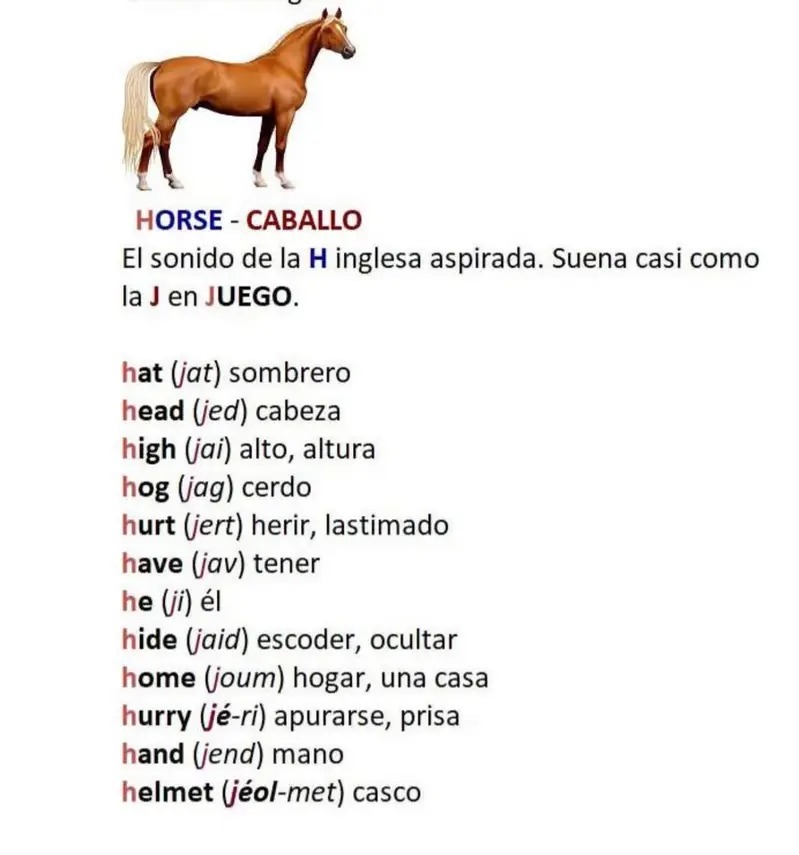 HORSE - CABALLO
El sonido de la H inglesa aspirada. Suena casi como
la J en JUEGO.
hat (jat) sombrero
head (jed) cabeza
high (jai) alto, altura
hog (jag) cerdo
hurt (jert) herir, lastimado
have (jav) tener
he (ji) él
hide (jaid) escoder, ocultar
home (joum) hogar, una casa
hurry (jé-ri) apurarse, prisa
hand (jend) mano
helmet (jéol-met) casco